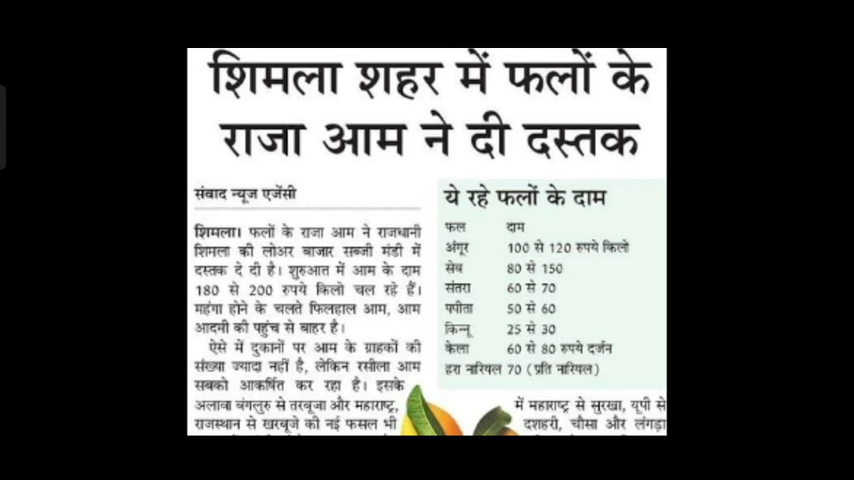 शिमला शहर में फलों के
राजा आम ने दी दस्तक
संवाद न्यूज एजेंसी
शिमला। फलों के राजा आम ने राजधानी
शिमला की लोअर बाजार सब्जी मंडी में
दस्तक दे दी है। शुरुआत में आम के दाम
180 से 200 रुपये किलो चल रहे हैं।
महंगा होने के चलते फिलहाल आम, आम
आदमी की पहुंच से बाहर है।
ऐसे में दुकानों पर आम के ग्राहकों की
संख्या ज्यादा नहीं है, लेकिन रसीला आम
सबको आकर्षित कर रहा है। इसके
अलावा बंगलुरु से तरबूजा और महाराष्ट्र,
राजस्थान से खरबूजे की नई फसल भी
ये रहे फलों के दाम
फल दाम
अंगूर 100 से 120 रुपये किलो
सेब 80 से 150
संतरा 60 से 70
पपीता 50 से 60
किन्नू 25 से 30
केला 60 से 80 रुपये दर्जन
हरा नारियल 70 (प्रति नारियल)
में महाराष्ट्र से सुरखा, यूपी से
दशहरी, चौसा और लंगड़ा